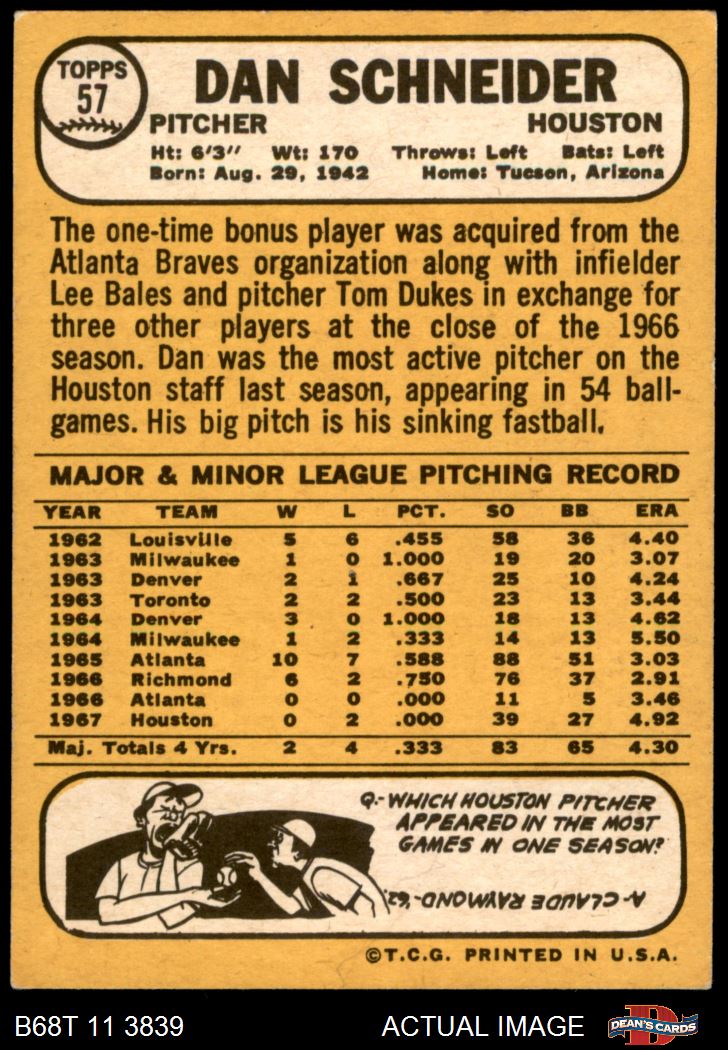 TOPPS
57
DAN SCHNEIDER
PITCHER HOUSTON
Ht: 6'3" Wt: 170 Throws: Left Bats: Left
Born: Aug. 29, 1942 Home: Tucson, Arizona
The one-time bonus player was acquired from the
Atlanta Braves organization along with infielder
Lee Bales and pitcher Tom Dukes in exchange for
three other players at the close of the 1966
season. Dan was the most active pitcher on the
Houston staff last season, appearing in 54 ball-
games. His big pitch is his sinking fastball.
MAJOR & MINOR LEAGUE PITCHING RECORD
YEAR TEAM W L PCT. SO BB ERA
1962 Louisville 5 6 .455 58 36 4.40
1963 Milwaukee 1 0 1.000 19 20 3.07
1963 Denver 2 1 .667 25 10 4.24
1963 Toronto 2 2 .500 23 13 3.44
1964 Denver 3 0 1.000 18 13 4.62
1964 Milwaukee 1 2 .333 14 13 5.50
1965 Atlanta 10 7 .588 88 51 3.03
1966 Richmond 6 2 .750 76 37 2.91
1966 Atlanta 0 0 .000 11 5 3.46
1967 Houston 0 2 .000 39 27 4.92
Maj. Totals 4 Yrs. 2 4 .333 83 65 4.30
Q.-WHICH HOUSTON PITCHER
APPEARED IN THE MOST
GAMES IN ONE SEASON?
A-CLAUDE RAYMOND-'62.
©T.C.G. PRINTED IN U.S.A.
B68T 11 3839 ACTUAL IMAGE
D
DEAN'S CARDS